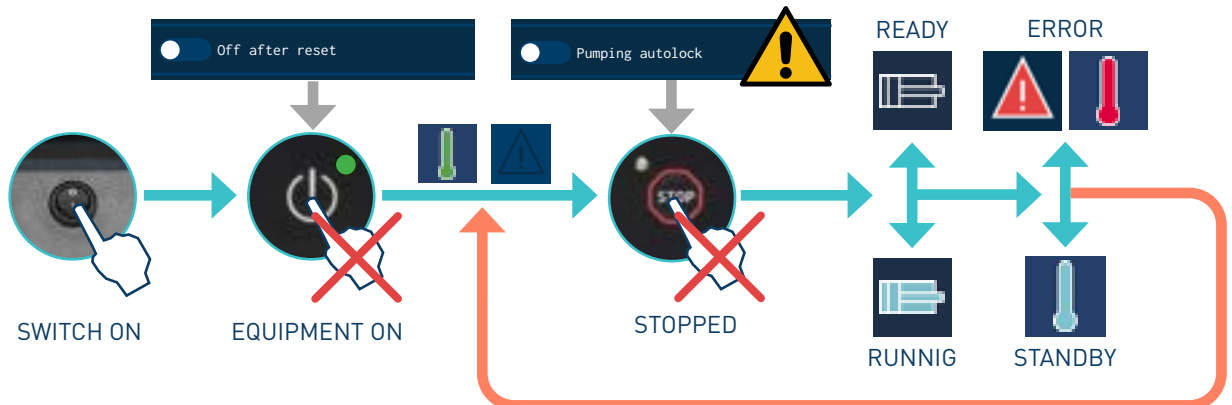 Off after reset
Pumping autolock
READY
ERROR
STOP
SWITCH ON
EQUIPMENT ON
STOPPED
RUNNIG
STANDBY